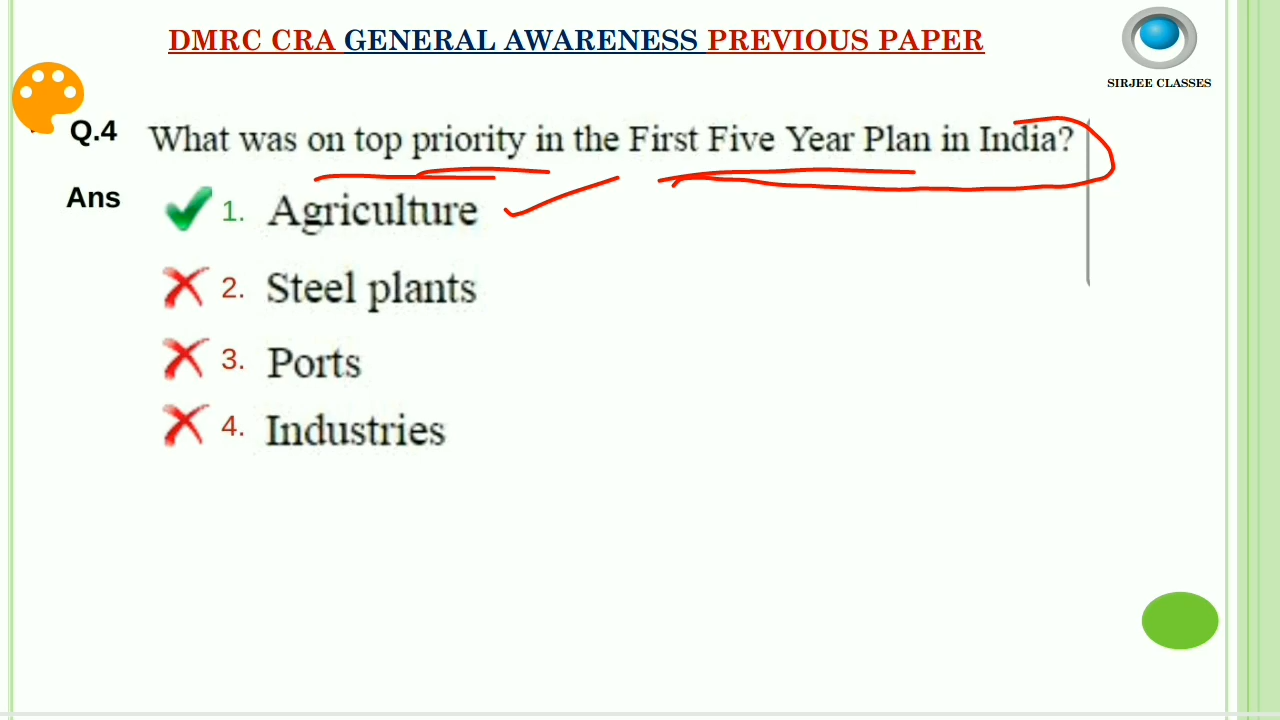 DMRC CRA GENERAL AWARENESS PREVIOUS PAPER
SIRJEE CLASSES
Q.4 What was on top priority in the First Five Year Plan in India?
Ans 1. Agriculture
2. Steel plants
3. Ports
4. Industries